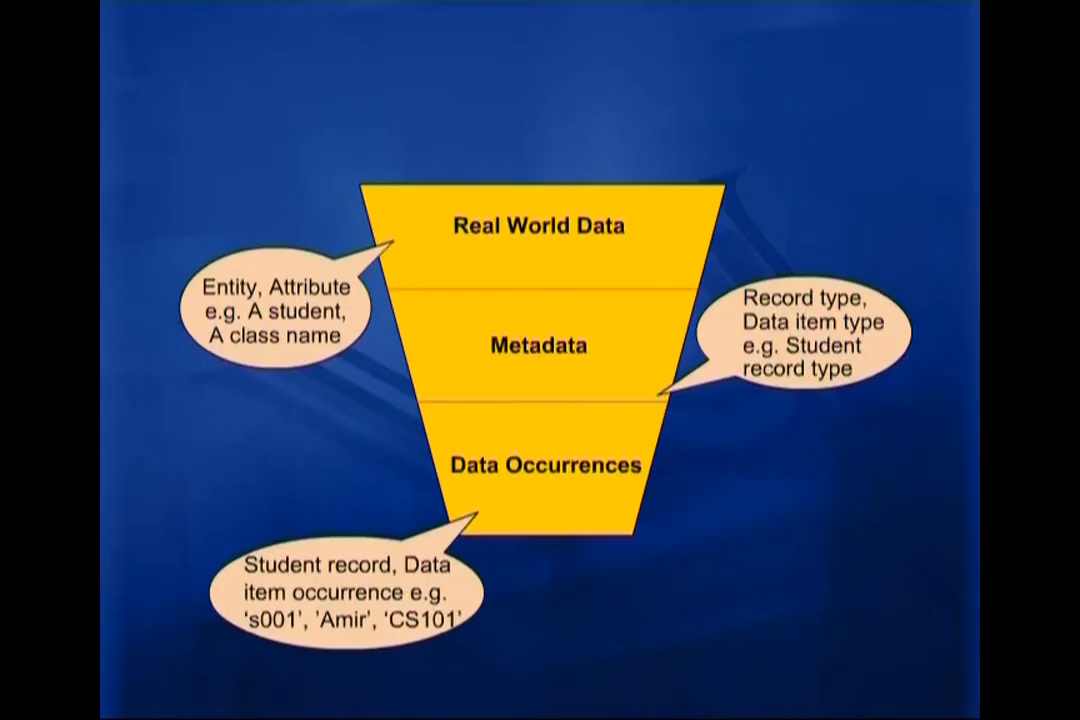 Real World Data
Entity, Attribute
e.g. A student,
A class name
Metadata
Record type,
Data item type
e.g. Student
record type
Data Occurrences
Student record, Data
item occurrence e.g.
‘s001’, ’Amir’, ‘CS101’